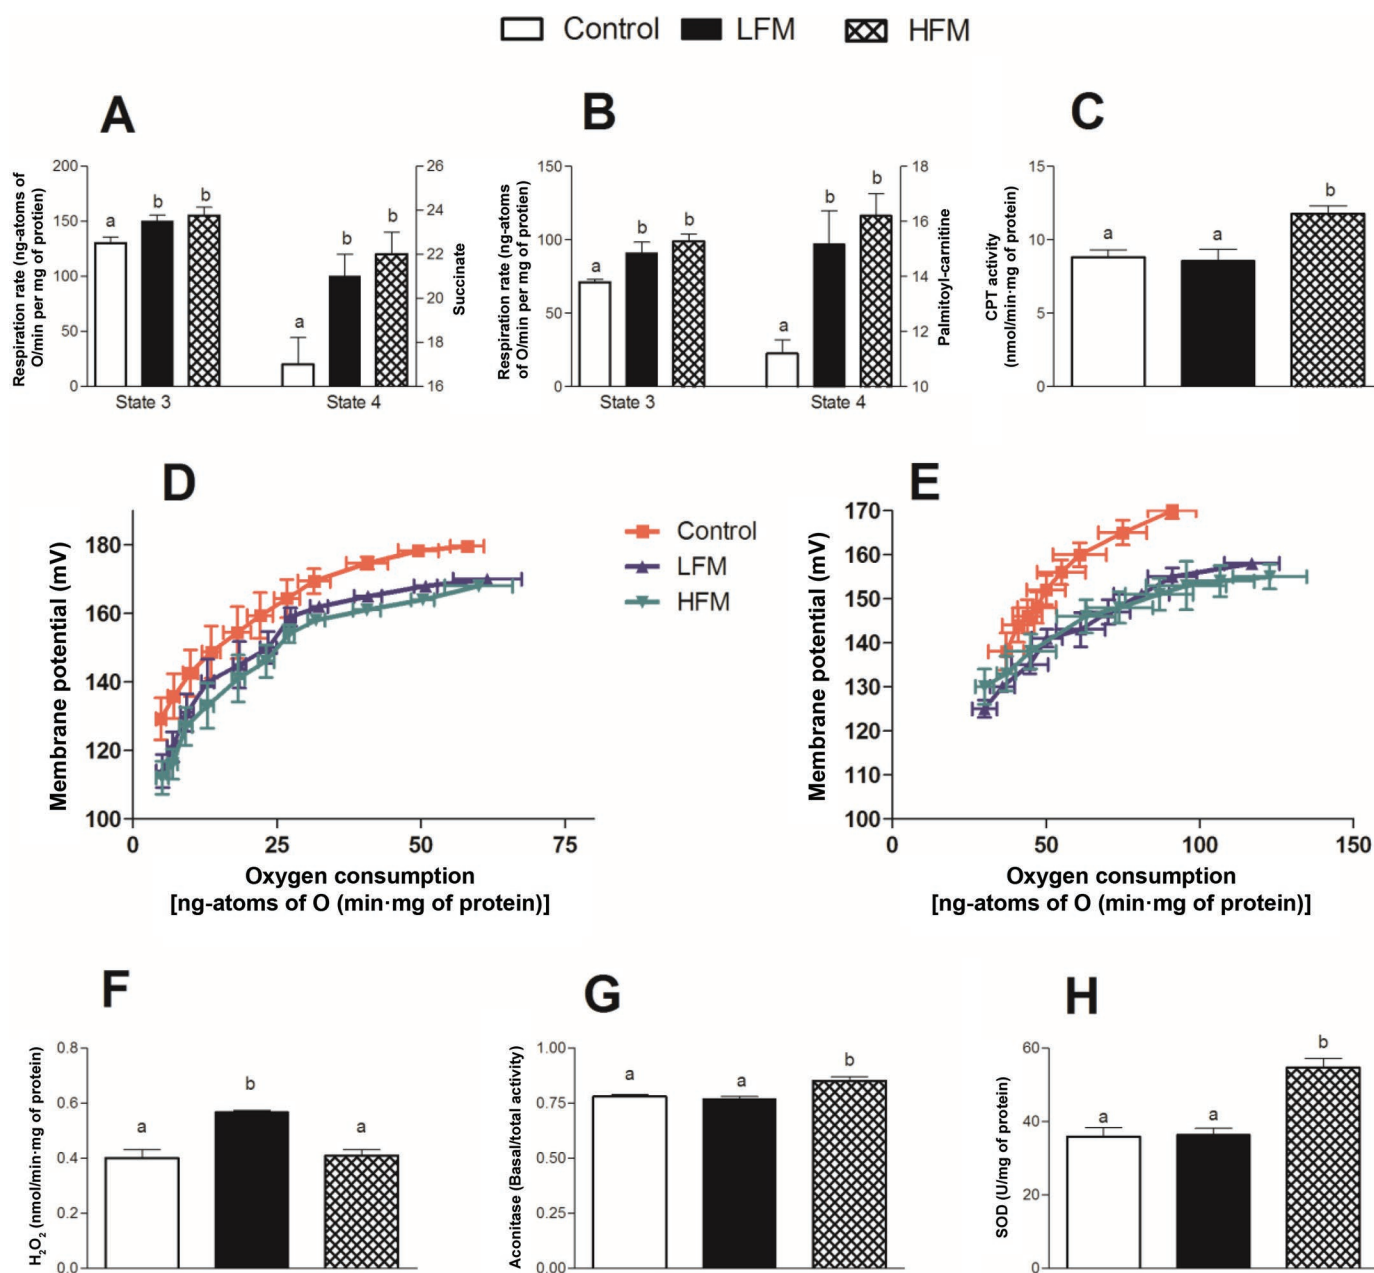 Control LFM HFM
A
Respiration rate (ng-atoms of
O/min per mg of protien)
200
150
100
50
0
a
b
b
a
b
b
26
24
22
20
18
16
Succinate
State 3
State 4
B
Respiration rate (ng-atoms
of O/min per mg of protein)
150
100
50
0
a
b
b
a
b
b
18
16
14
12
10
Palmitoyl-carnitine
State 3
State 4
C
CPT activity
(nmol/min·mg of protein)
15
10
5
0
a
a
b
D
Membrane potential (mV)
180
160
140
120
100
0
25
50
75
Oxygen consumption
[ng-atoms of O (min·mg of protein)]
Control
LFM
HFM
E
Membrane potential (mV)
170
160
150
140
130
120
110
100
0
50
100
150
Oxygen consumption
[ng-atoms of O (min·mg of protein)]
F
H₂O₂ (nmol/min·mg of protein)
0.8
0.6
0.4
0.2
0.0
a
b
a
G
Aconitase (Basal/total activity)
1.00
0.75
0.50
0.25
0.00
a
a
b
H
SOD (U/mg of protein)
60
40
20
0
a
a
b